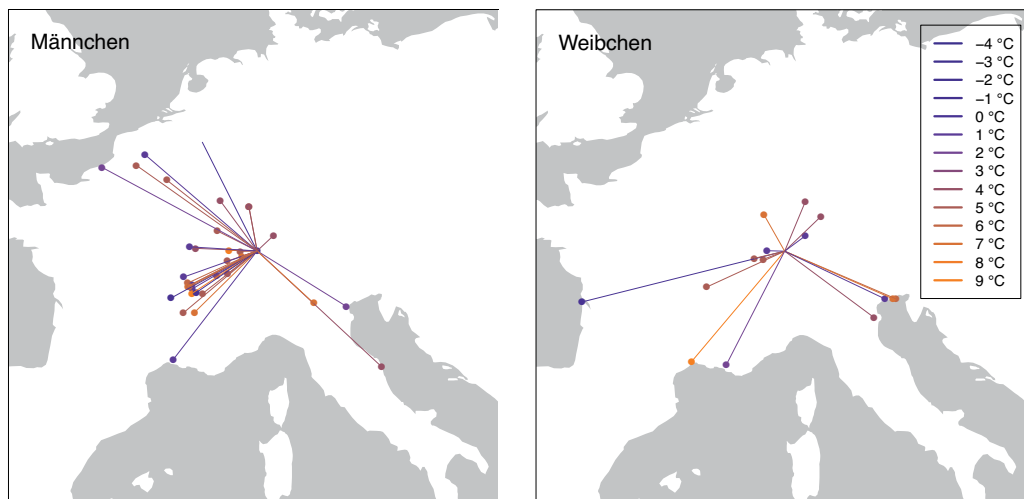 Männchen
Weibchen
−4 °C
−3 °C
−2 °C
−1 °C
0 °C
1 °C
2 °C
3 °C
4 °C
5 °C
6 °C
7 °C
8 °C
9 °C